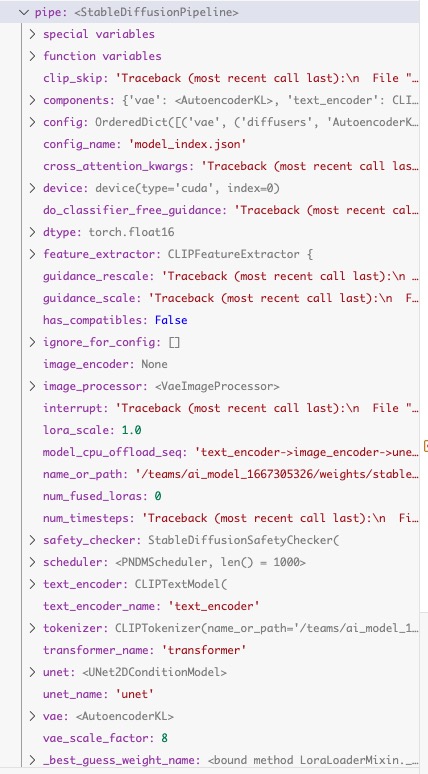 pipe: <StableDiffusionPipeline>
special variables
function variables
clip_skip: 'Traceback (most recent call last):\n  File "…
components: {'vae': <AutoencoderKL>, 'text_encoder': CLI…
config: OrderedDict([('vae', ('diffusers', 'AutoencoderK…
config_name: 'model_index.json'
cross_attention_kwargs: 'Traceback (most recent call las…
device: device(type='cuda', index=0)
do_classifier_free_guidance: 'Traceback (most recent cal…
dtype: torch.float16
feature_extractor: CLIPFeatureExtractor {
guidance_rescale: 'Traceback (most recent call last):\n …
guidance_scale: 'Traceback (most recent call last):\n  F…
has_compatibles: False
ignore_for_config: []
image_encoder: None
image_processor: <VaeImageProcessor>
interrupt: 'Traceback (most recent call last):\n  File "…
lora_scale: 1.0
model_cpu_offload_seq: 'text_encoder->image_encoder->une…
name_or_path: '/teams/ai_model_1667305326/weights/stable…
num_fused_loras: 0
num_timesteps: 'Traceback (most recent call last):\n  Fi…
safety_checker: StableDiffusionSafetyChecker(
scheduler: <PNDMScheduler, len() = 1000>
text_encoder: CLIPTextModel(
text_encoder_name: 'text_encoder'
tokenizer: CLIPTokenizer(name_or_path='/teams/ai_model_1…
transformer_name: 'transformer'
unet: <UNet2DConditionModel>
unet_name: 'unet'
vae: <AutoencoderKL>
vae_scale_factor: 8
_best_guess_weight_name: <bound method LoraLoaderMixin._…